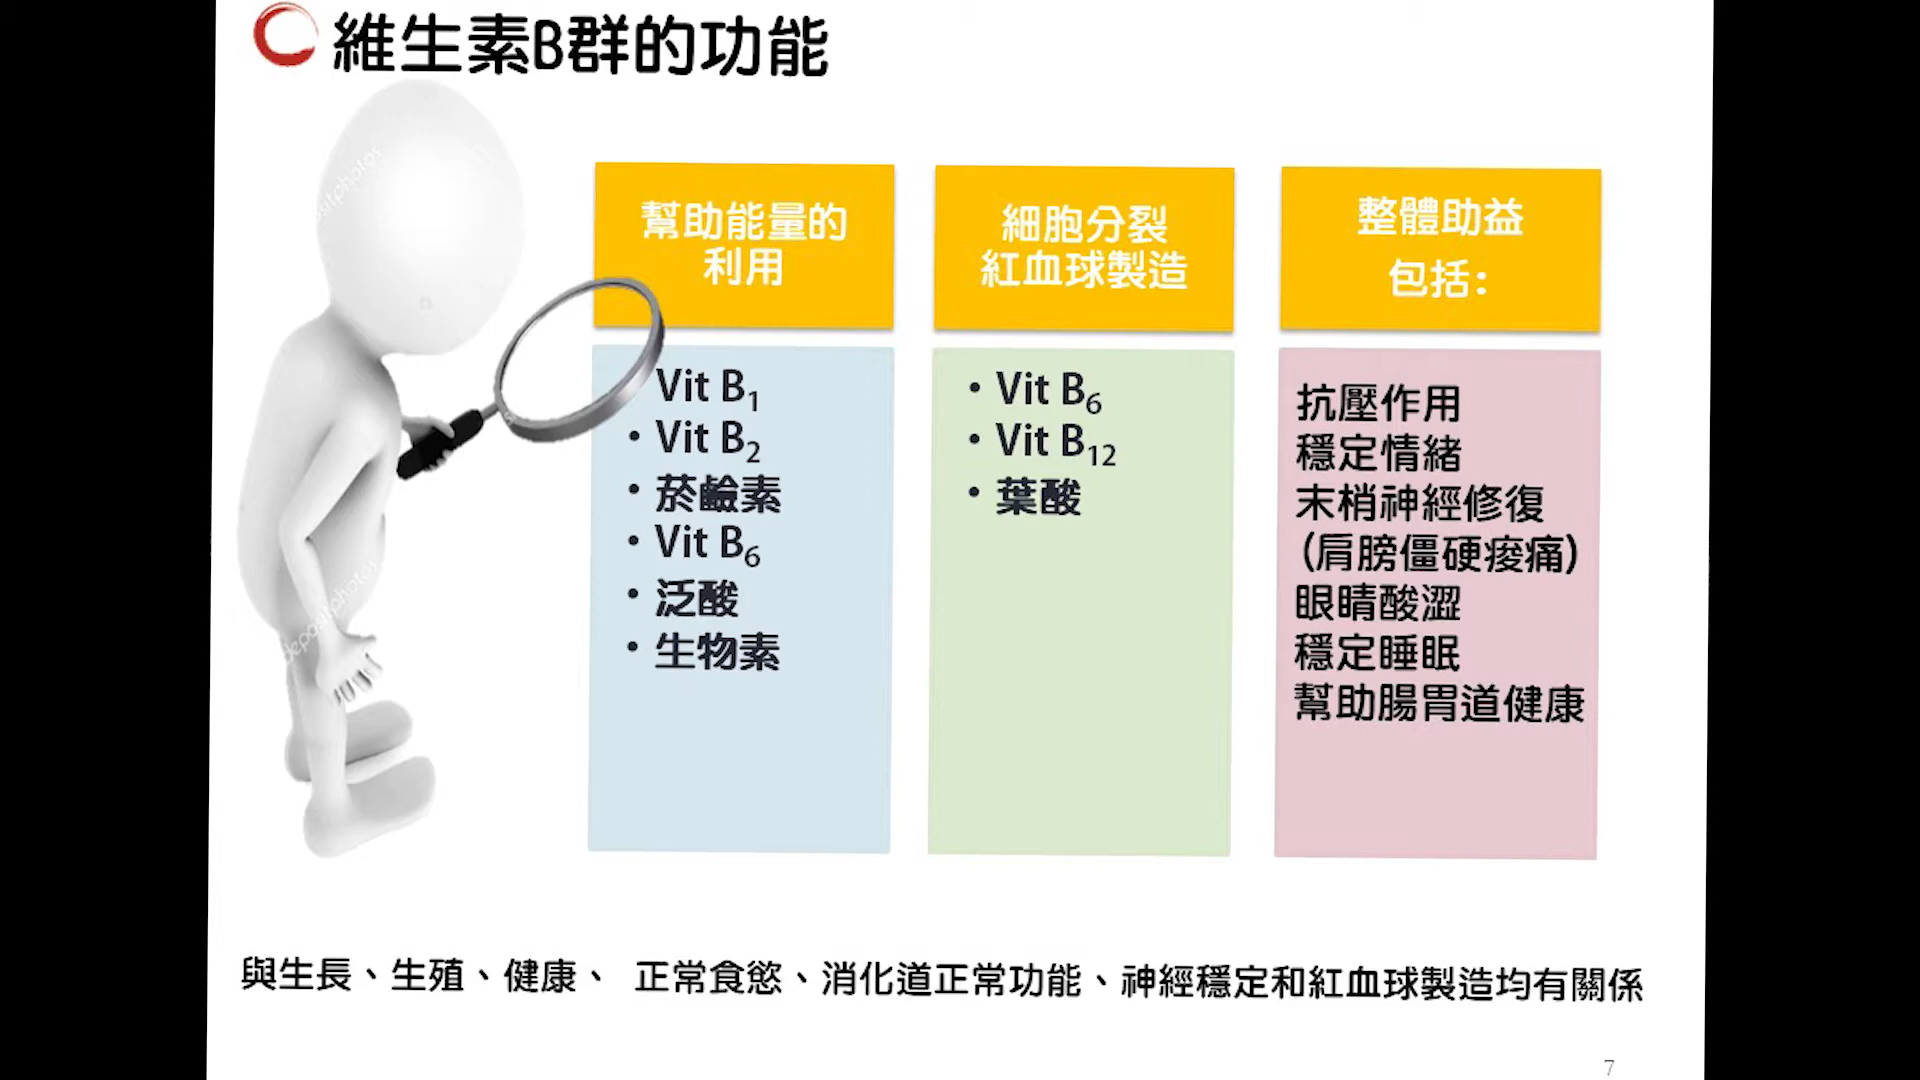 維生素B群的功能
幫助能量的
利用
Vit B1
• Vit B2
• 菸鹼素
• Vit B6
• 泛酸
• 生物素
細胞分裂
紅血球製造
• Vit B6
• Vit B12
• 葉酸
整體助益
包括:
抗壓作用
穩定情緒
末梢神經修復
(肩膀僵硬痠痛)
眼睛酸澀
穩定睡眠
幫助腸胃道健康
與生長、生殖、健康、 正常食慾、消化道正常功能、神經穩定和紅血球製造均有關係
7
depositphotos